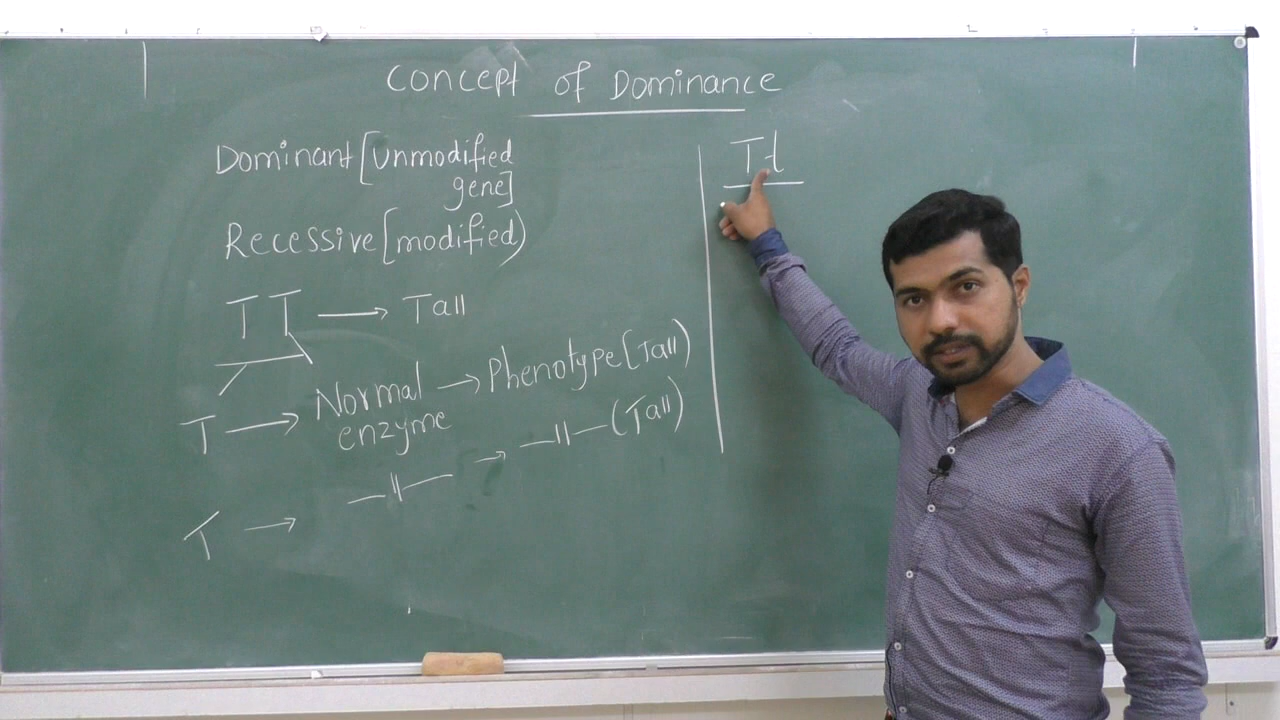 Concept of Dominance
Dominant [Unmodified
gene]
Recessive [modified)
TT → Tall
T → Normal → Phenotype (Tall)
enzyme
T → —||— → —||— (Tall)
Tt